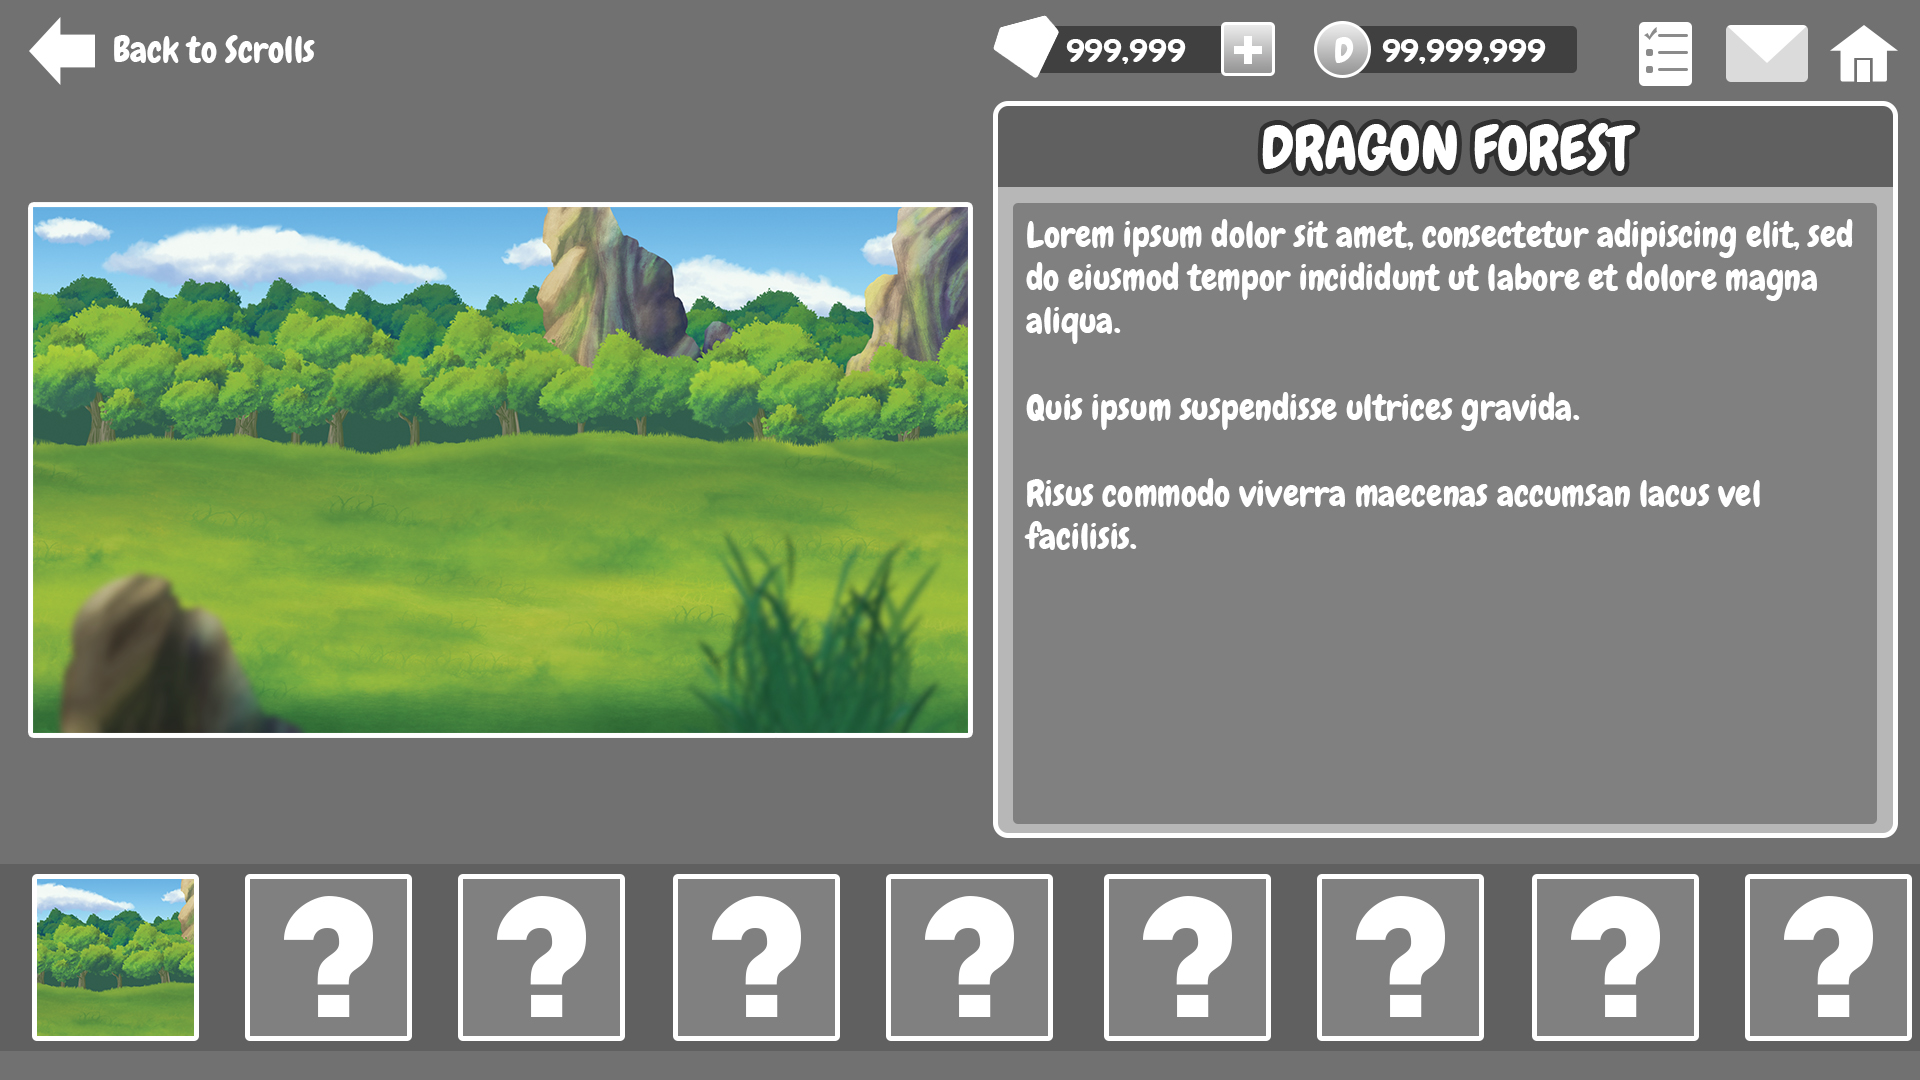 Back to Scrolls
999,999
D
99,999,999
DRAGON FOREST
Lorem ipsum dolor sit amet, consectetur adipiscing elit, sed
do eiusmod tempor incididunt ut labore et dolore magna
aliqua.
Quis ipsum suspendisse ultrices gravida.
Risus commodo viverra maecenas accumsan lacus vel
facilisis.
? ? ? ? ? ? ? ?